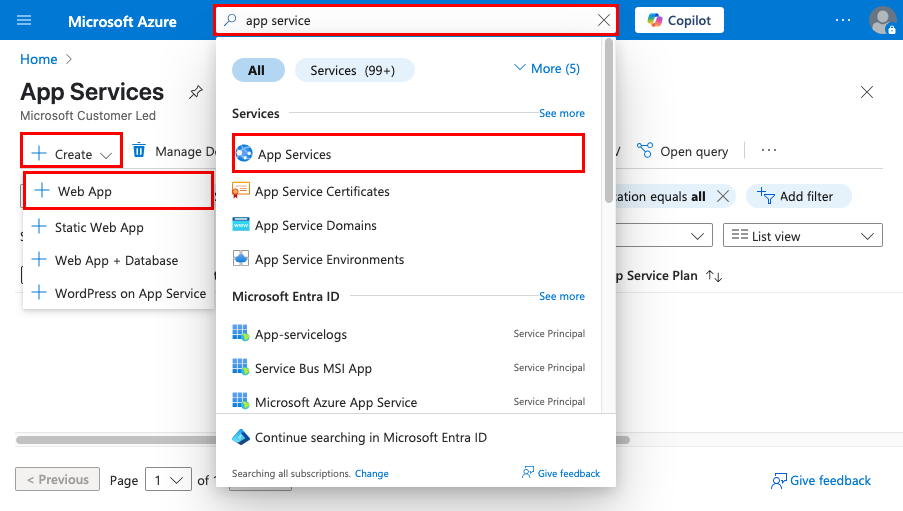 Microsoft Azure
app service
Copilot
Home
App Services
Microsoft Customer Led
Create
Manage
Open query
Web App
Static Web App
Web App + Database
WordPress on App Service
equals all
Add filter
List view
Service Plan
All
Services (99+)
More (5)
Services
See more
App Services
App Service Certificates
App Service Domains
App Service Environments
Microsoft Entra ID
See more
App-servicelogs
Service Principal
Service Bus MSI App
Service Principal
Microsoft Azure App Service
Service Principal
Continue searching in Microsoft Entra ID
Searching all subscriptions. Change
Give feedback
< Previous
Page
1
of
Give feedback